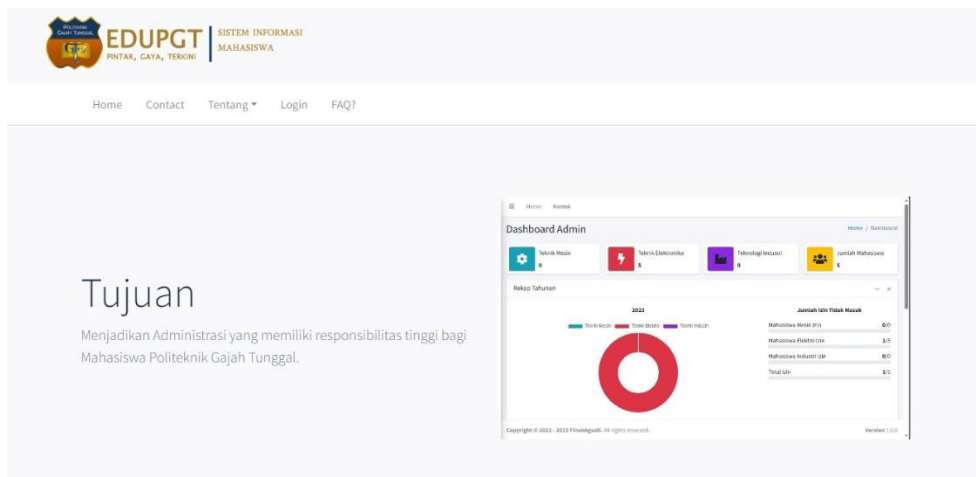 POLITEKNIK
GAJAH TUNGGAL
EDUPGT
PINTAR, GAYA, TERKINI
SISTEM INFORMASI
MAHASISWA
Home Contact Tentang Login FAQ?
Tujuan
Menjadikan Administrasi yang memiliki responsibilitas tinggi bagi
Mahasiswa Politeknik Gajah Tunggal.
Home Kontak
Dashboard Admin
Home / Dashboard
Teknik Mesin
0
Teknik Elektronika
5
Teknologi Industri
0
Jumlah Mahasiswa
5
Rekap Tahunan
2023
Teknik Mesin Teknik Elektro Teknik Industri
Jumlah Izin Tidak Masuk
Mahasiswa Mesin Izin 0/0
Mahasiswa Elektro Izin 1/5
Mahasiswa Industri Izin 0/0
Total Izin 1/5
Copyright © 2022 - 2023 All rights reserved.
Version 1.0.0